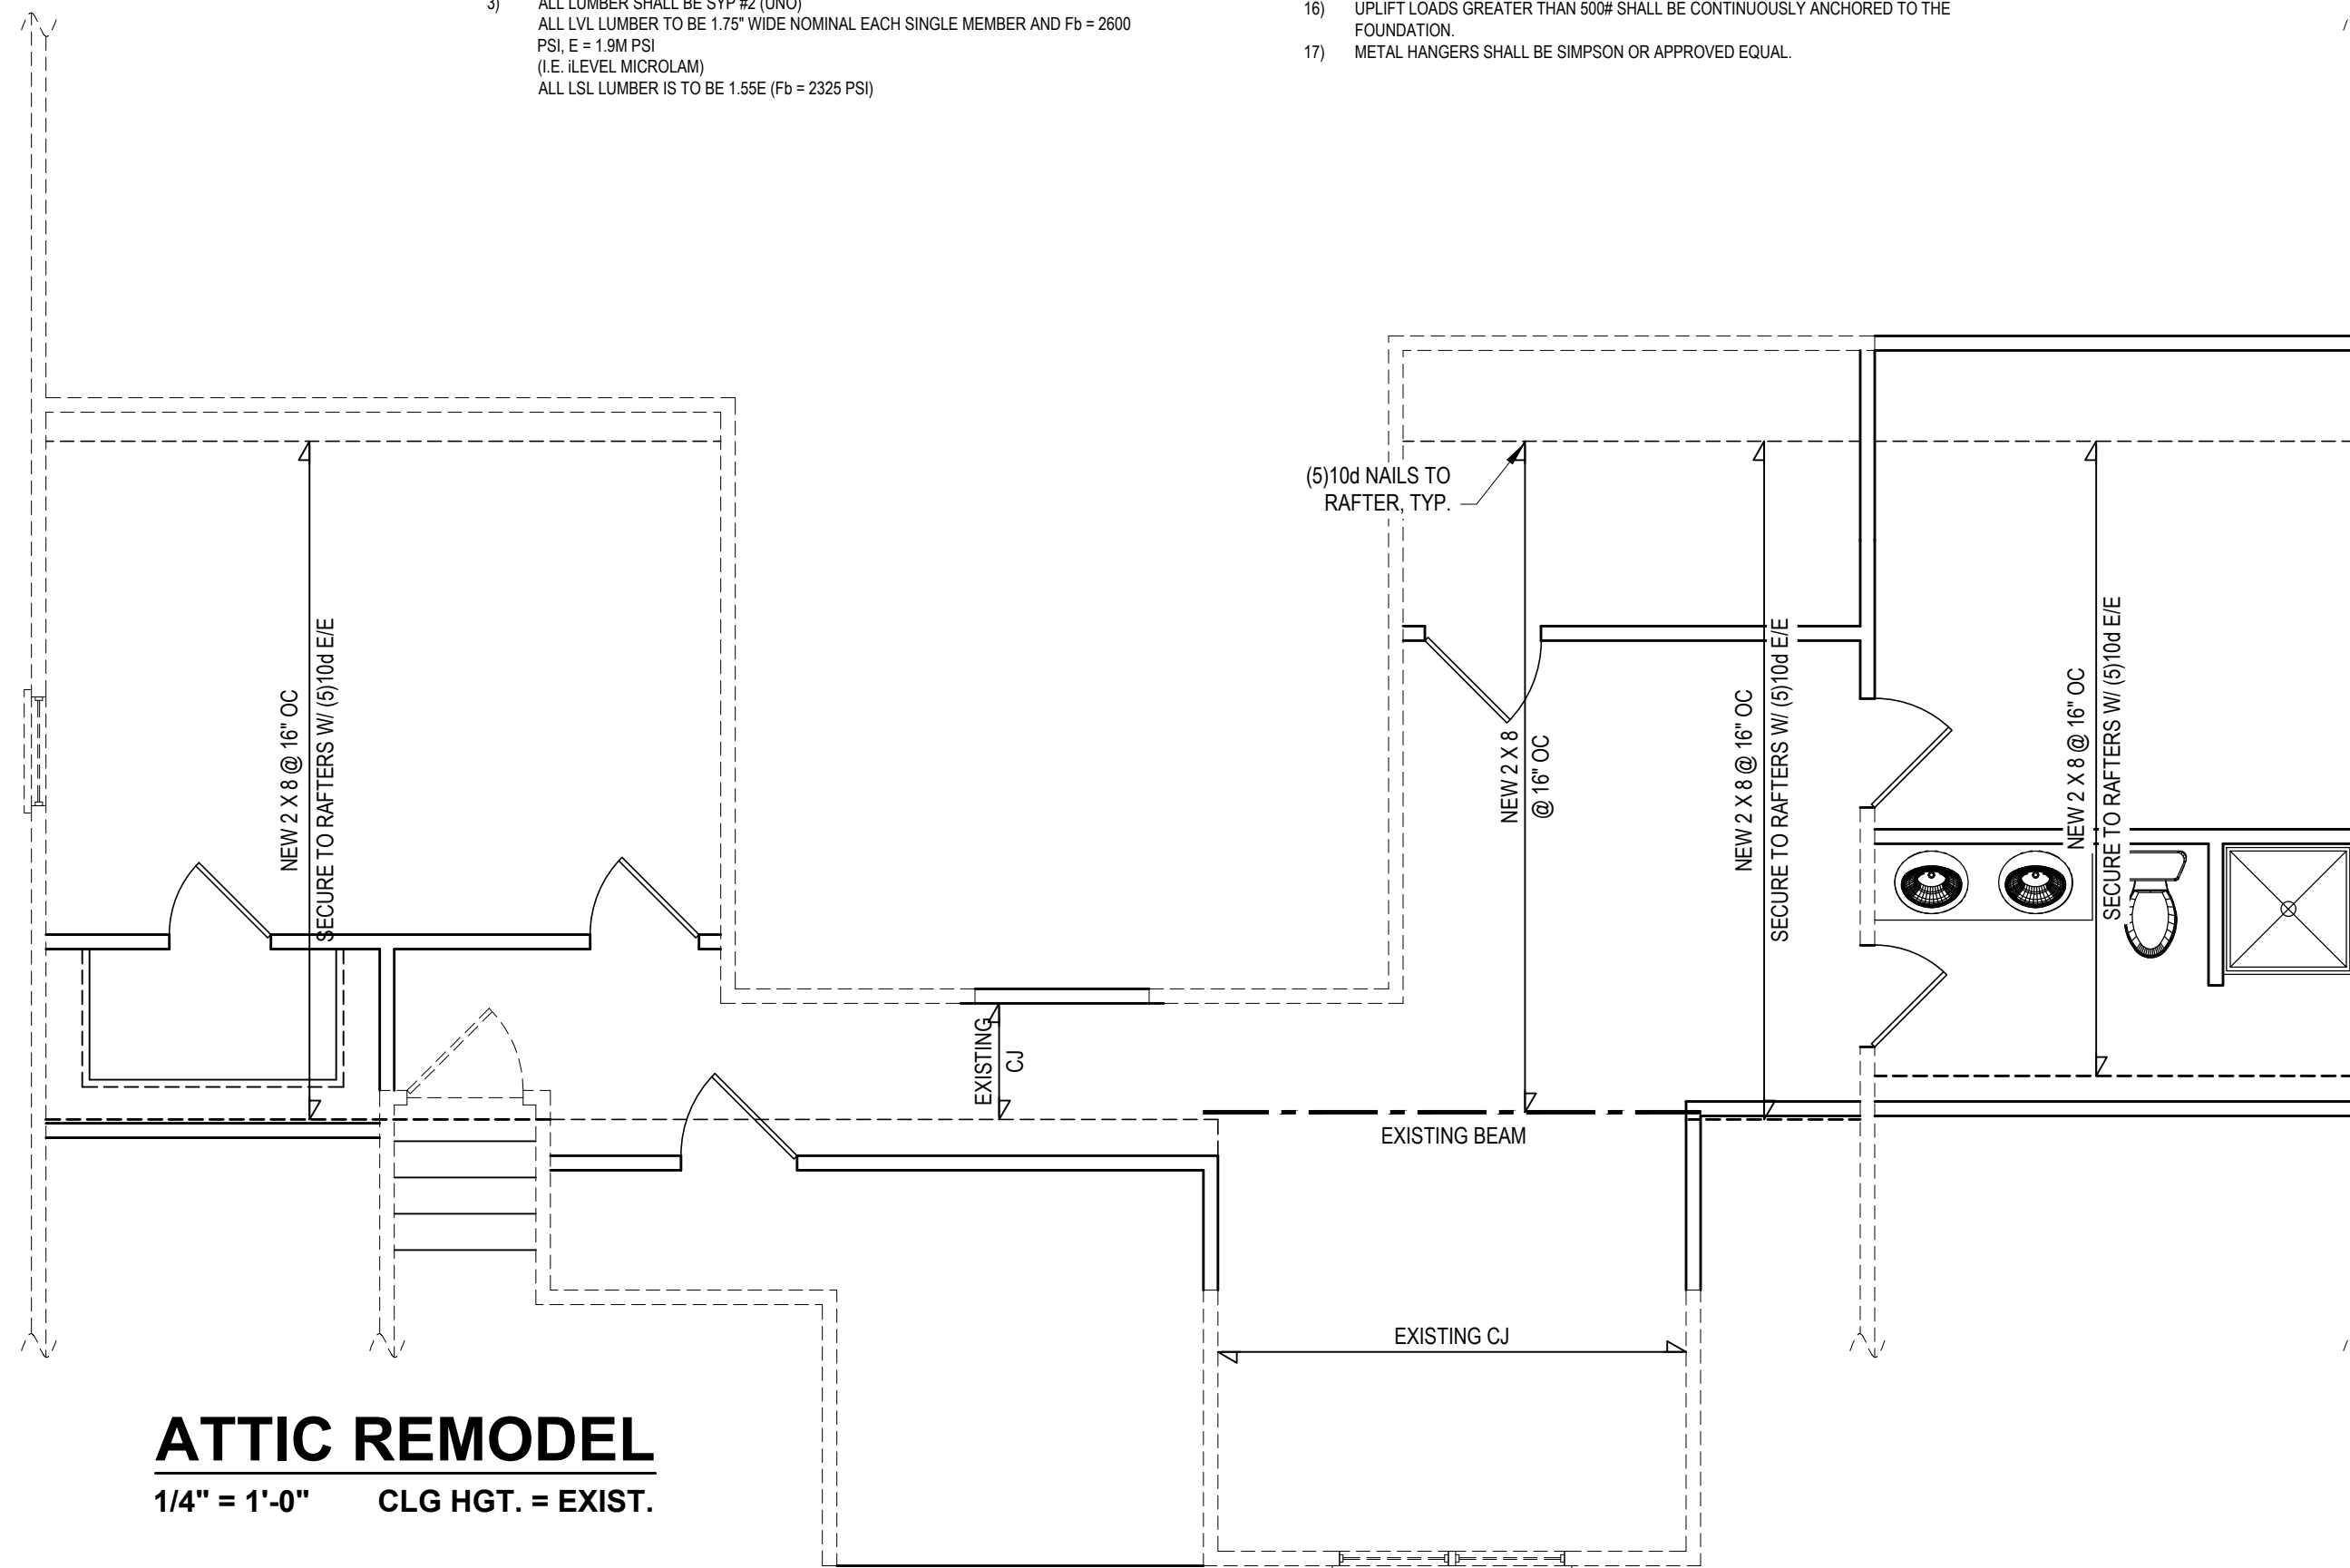 3) ALL LUMBER SHALL BE SYP #2 (UNO)
ALL LVL LUMBER TO BE 1.75" WIDE NOMINAL EACH SINGLE MEMBER AND Fb = 2600
PSI, E = 1.9M PSI
(I.E. iLEVEL MICROLAM)
ALL LSL LUMBER IS TO BE 1.55E (Fb = 2325 PSI)
16) UPLIFT LOADS GREATER THAN 500# SHALL BE CONTINUOUSLY ANCHORED TO THE
FOUNDATION.
17) METAL HANGERS SHALL BE SIMPSON OR APPROVED EQUAL.
(5)10d NAILS TO
RAFTER, TYP.
NEW 2 X 8 @ 16" OC
SECURE TO RAFTERS W/ (5)10d E/E
NEW 2 X 8
@ 16" OC
NEW 2 X 8 @ 16" OC
SECURE TO RAFTERS W/ (5)10d E/E
NEW 2 X 8 @ 16" OC
SECURE TO RAFTERS W/ (5)10d E/E
EXISTING
CJ
EXISTING BEAM
EXISTING CJ
ATTIC REMODEL
1/4" = 1'-0" CLG HGT. = EXIST.